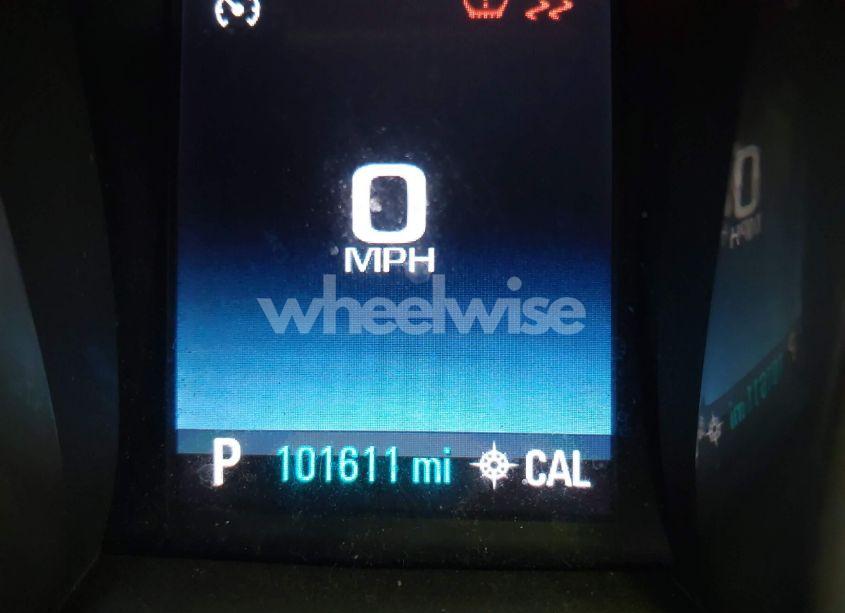 0
MPH
wheelwise
P 101611 mi CAL